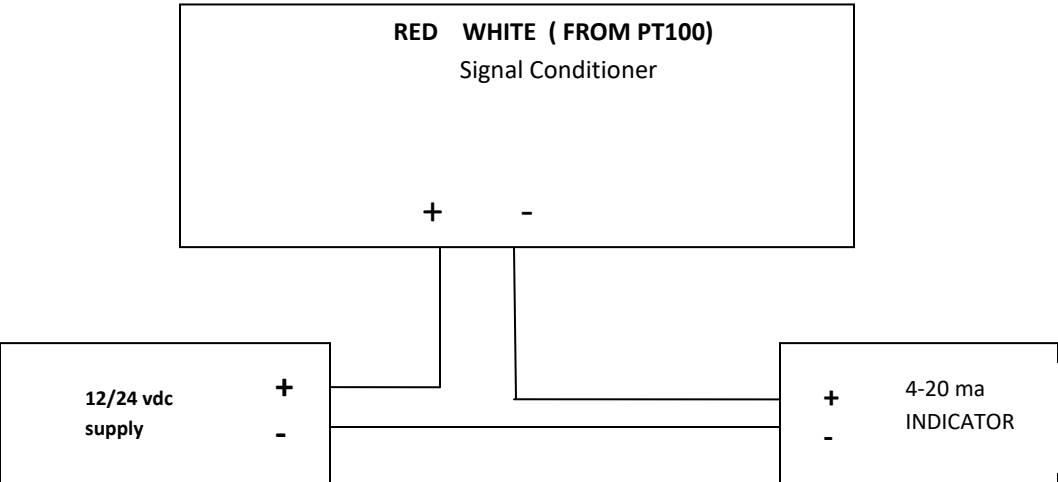 RED WHITE ( FROM PT100)
Signal Conditioner
+ -
12/24 vdc
supply
+
-
+
-
4-20 ma
INDICATOR